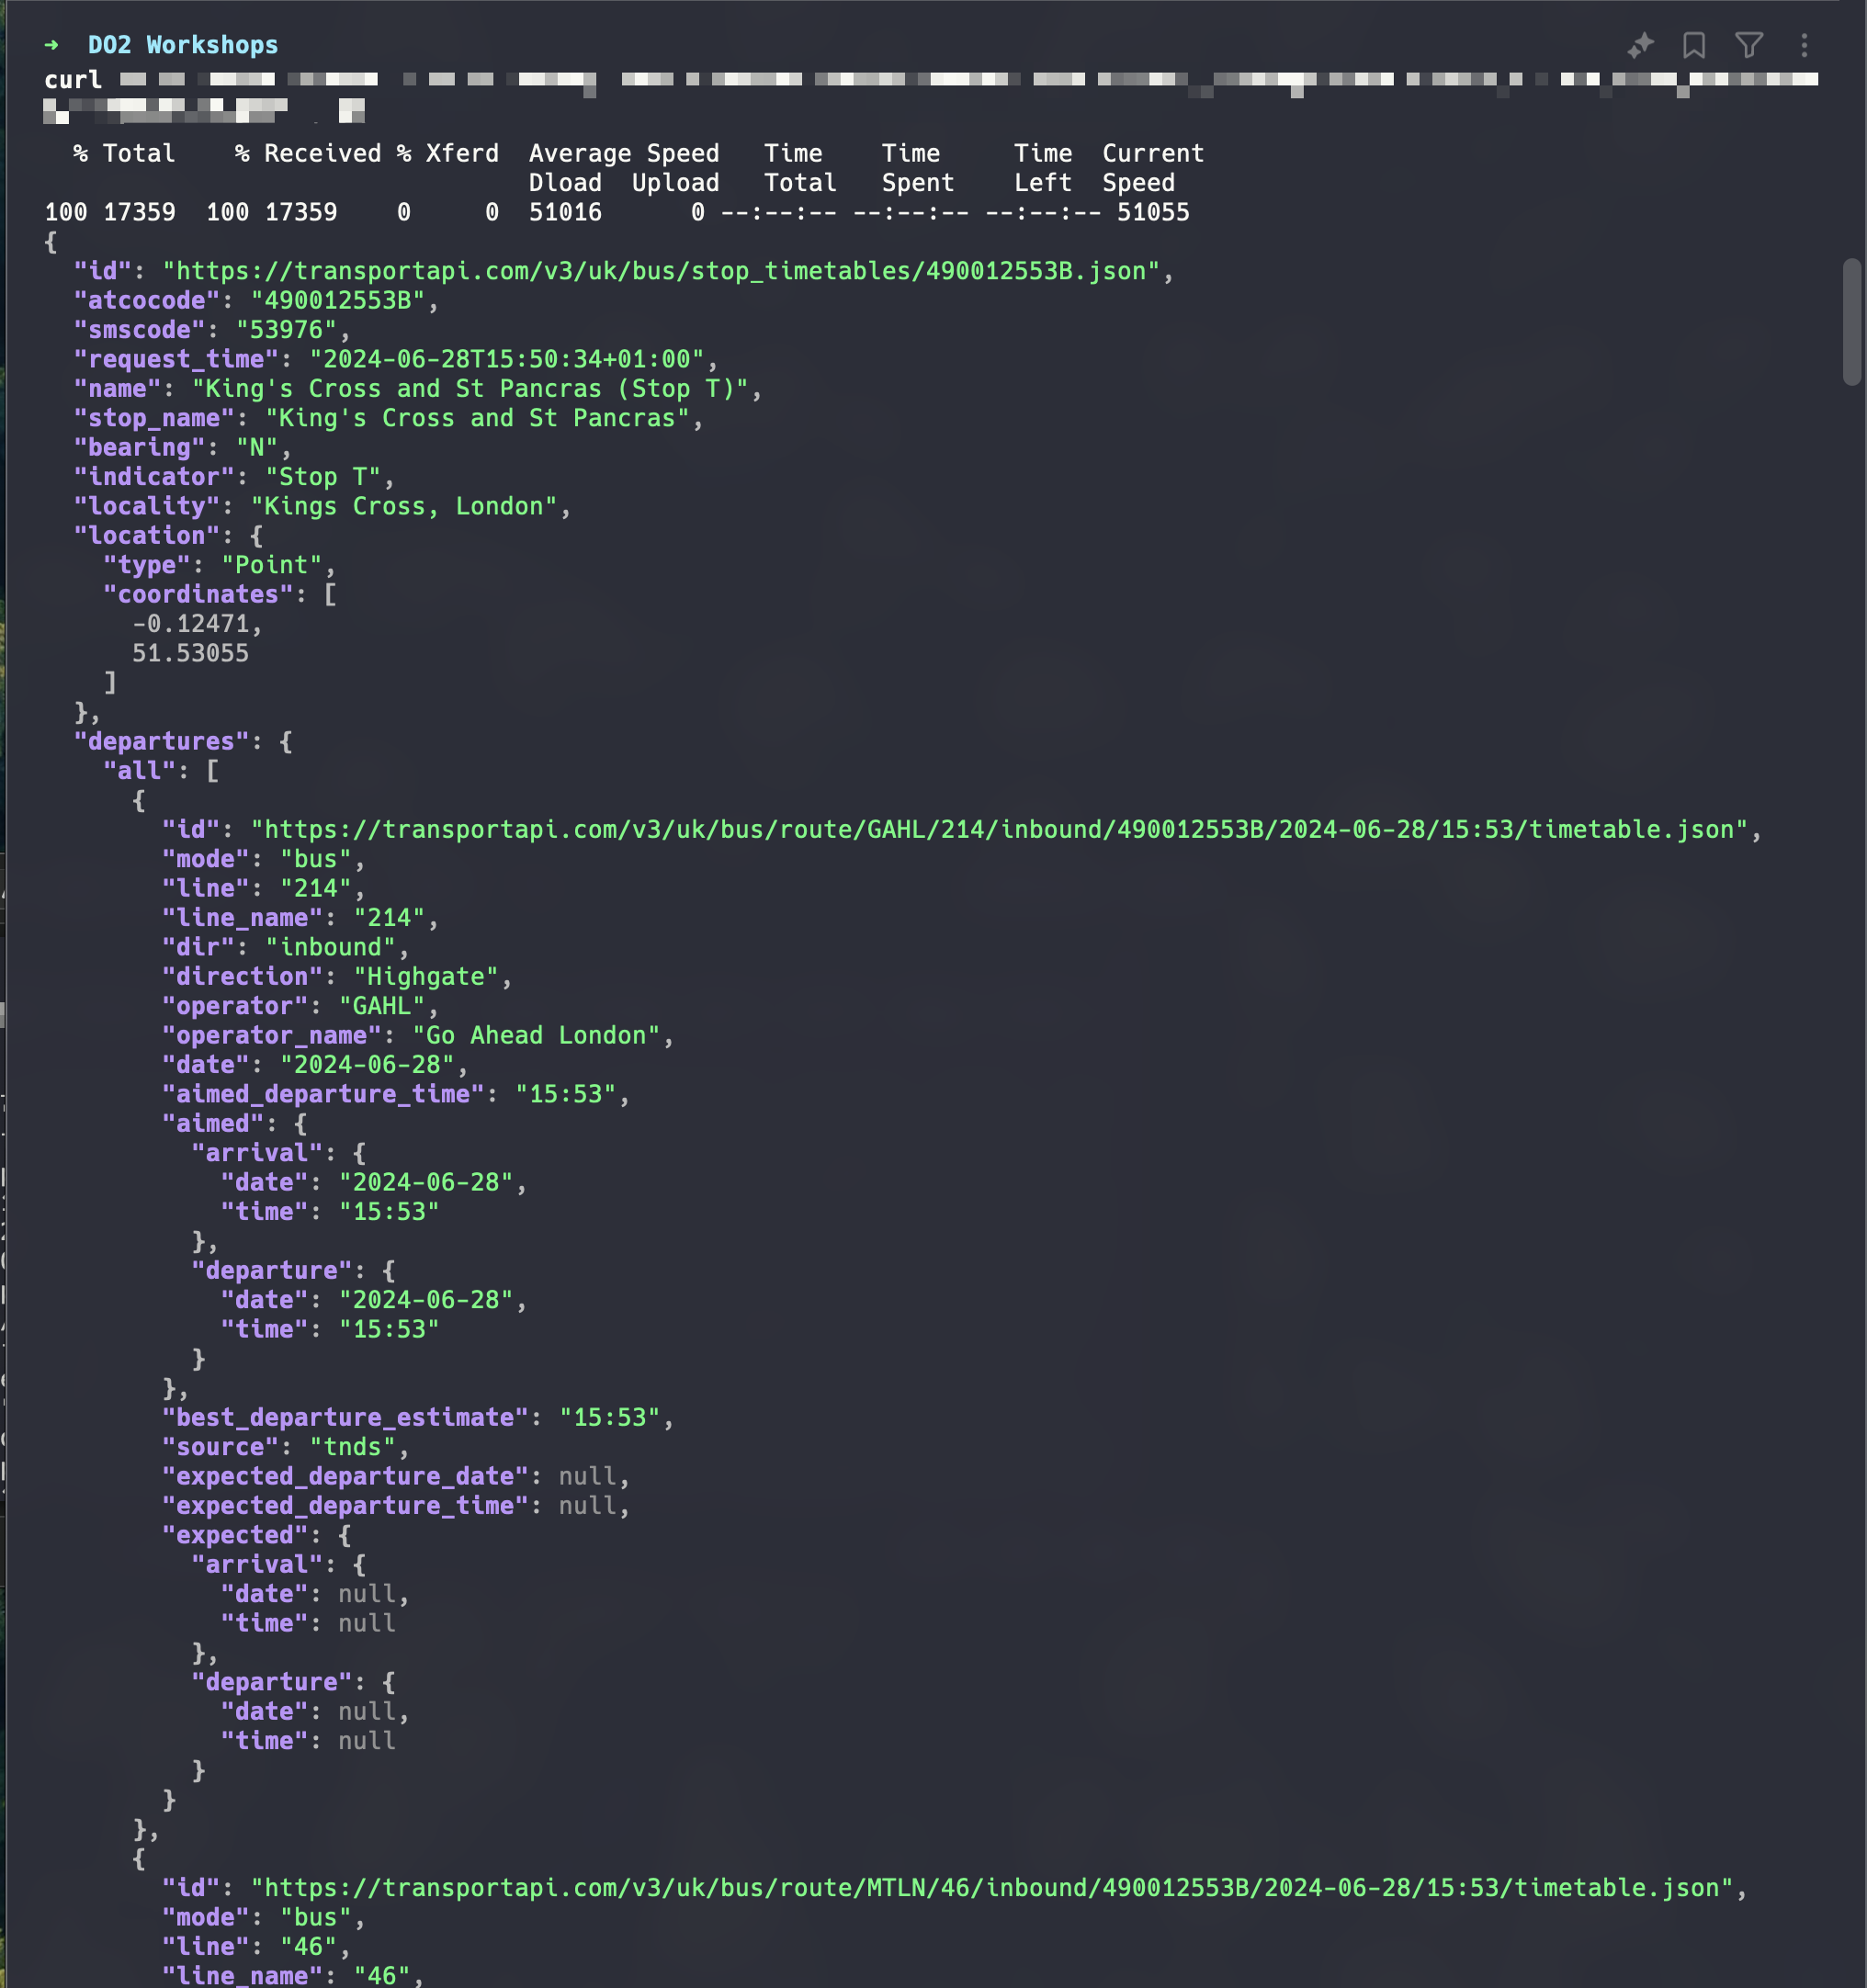 ➜ DO2 Workshops
curl
  % Total    % Received % Xferd  Average Speed   Time    Time     Time  Current
                                 Dload  Upload   Total   Spent    Left  Speed
100 17359  100 17359    0     0  51016      0 --:--:-- --:--:-- --:--:-- 51055
{
  "id": "https://transportapi.com/v3/uk/bus/stop_timetables/490012553B.json",
  "atcocode": "490012553B",
  "smscode": "53976",
  "request_time": "2024-06-28T15:50:34+01:00",
  "name": "King's Cross and St Pancras (Stop T)",
  "stop_name": "King's Cross and St Pancras",
  "bearing": "N",
  "indicator": "Stop T",
  "locality": "Kings Cross, London",
  "location": {
    "type": "Point",
    "coordinates": [
      -0.12471,
      51.53055
    ]
  },
  "departures": {
    "all": [
      {
        "id": "https://transportapi.com/v3/uk/bus/route/GAHL/214/inbound/490012553B/2024-06-28/15:53/timetable.json",
        "mode": "bus",
        "line": "214",
        "line_name": "214",
        "dir": "inbound",
        "direction": "Highgate",
        "operator": "GAHL",
        "operator_name": "Go Ahead London",
        "date": "2024-06-28",
        "aimed_departure_time": "15:53",
        "aimed": {
          "arrival": {
            "date": "2024-06-28",
            "time": "15:53"
          },
          "departure": {
            "date": "2024-06-28",
            "time": "15:53"
          }
        },
        "best_departure_estimate": "15:53",
        "source": "tnds",
        "expected_departure_date": null,
        "expected_departure_time": null,
        "expected": {
          "arrival": {
            "date": null,
            "time": null
          },
          "departure": {
            "date": null,
            "time": null
          }
        }
      },
      {
        "id": "https://transportapi.com/v3/uk/bus/route/MTLN/46/inbound/490012553B/2024-06-28/15:53/timetable.json",
        "mode": "bus",
        "line": "46",
        "line_name": "46",